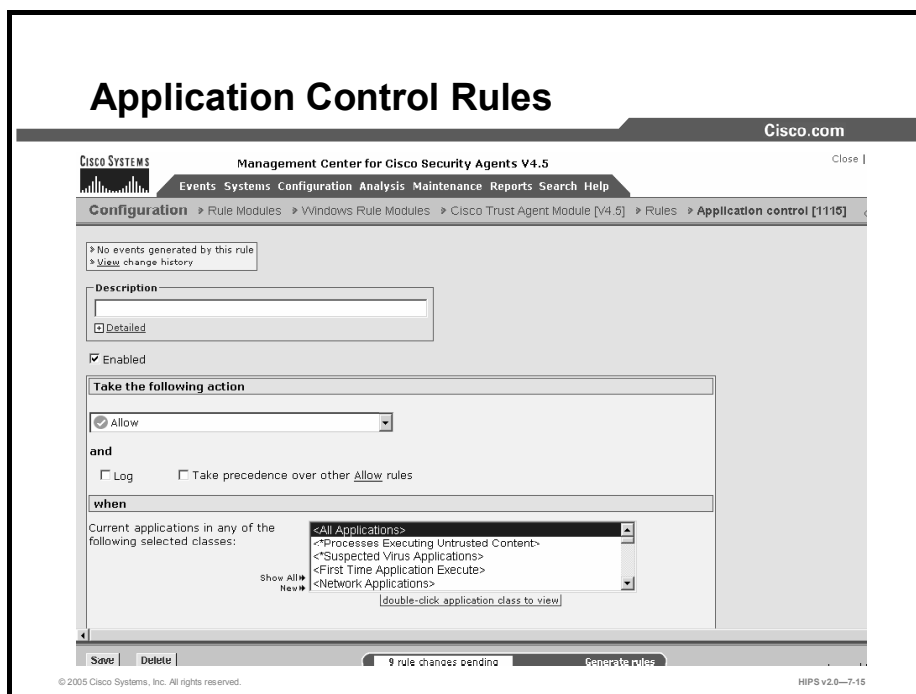 Application Control Rules
Cisco.com
CISCO SYSTEMS
Management Center for Cisco Security Agents V4.5
Close |
Events Systems Configuration Analysis Maintenance Reports Search Help
Configuration » Rule Modules » Windows Rule Modules » Cisco Trust Agent Module [V4.5] » Rules » Application control [1115]
» No events generated by this rule
» View change history
Description
Detailed
Enabled
Take the following action
Allow
and
Log Take precedence over other Allow rules
when
Current applications in any of the
following selected classes:
<All Applications>
<*Processes Executing Untrusted Content>
<*Suspected Virus Applications>
<First Time Application Execute>
<Network Applications>
Show All
New
double-click application class to view
Save Delete
9 rule changes pending Generate rules
© 2005 Cisco Systems, Inc. All rights reserved.
HIPS v2.0—7-15